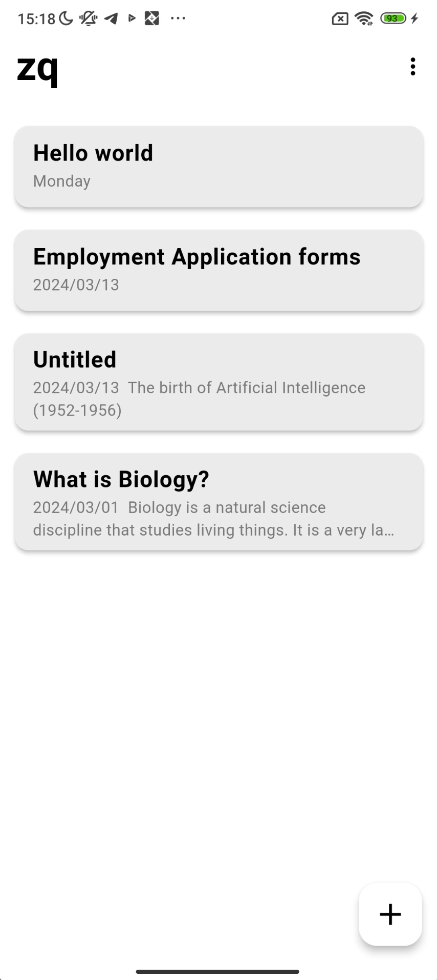 15:18
93
zq
Hello world
Monday
Employment Application forms
2024/03/13
Untitled
2024/03/13 The birth of Artificial Intelligence
(1952-1956)
What is Biology?
2024/03/01 Biology is a natural science
discipline that studies living things. It is a very la...